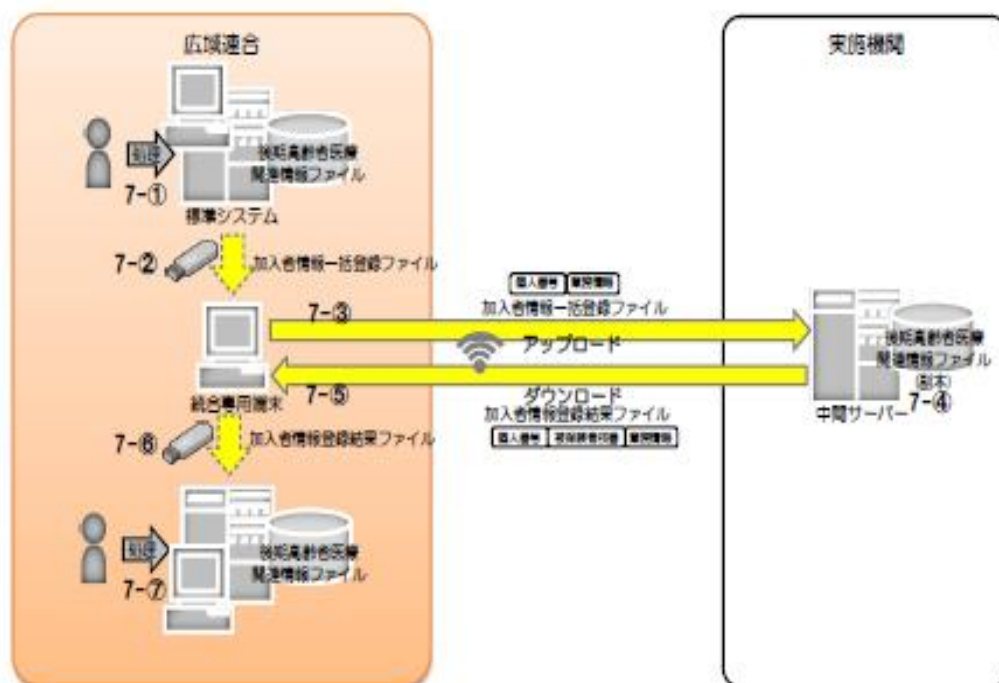 広域連合
実施機関
処理
7-①
後期高齢者医療
関連情報ファイル
標準システム
7-②
加入者情報一括登録ファイル
7-③
個人番号
業務情報
加入者情報一括登録ファイル
アップロード
後期高齢者医療
関連情報ファイル
(副本)
7-④
中間サーバー
統合専用端末
7-⑤
ダウンロード
加入者情報登録結果ファイル
個人番号
被保険者枝番
業務情報
7-⑥
加入者情報登録結果ファイル
処理
7-⑦
後期高齢者医療
関連情報ファイル